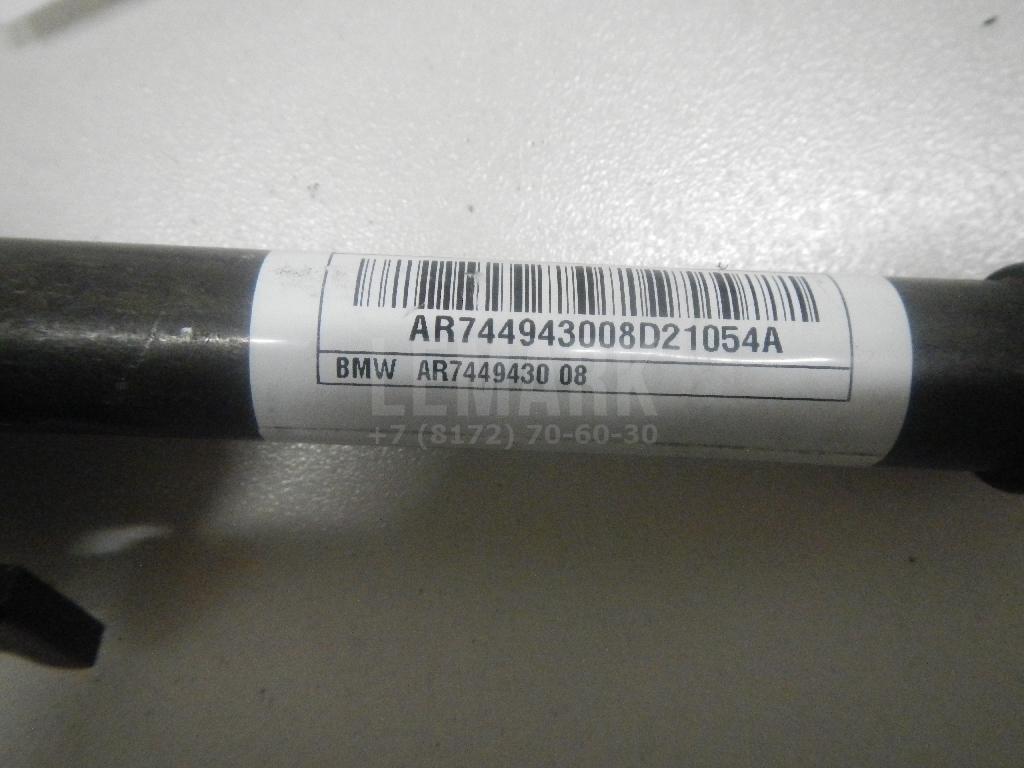 AR744943008D21054A
BMW AR7449430 08
LEMARK
+7 (8172) 70-60-30